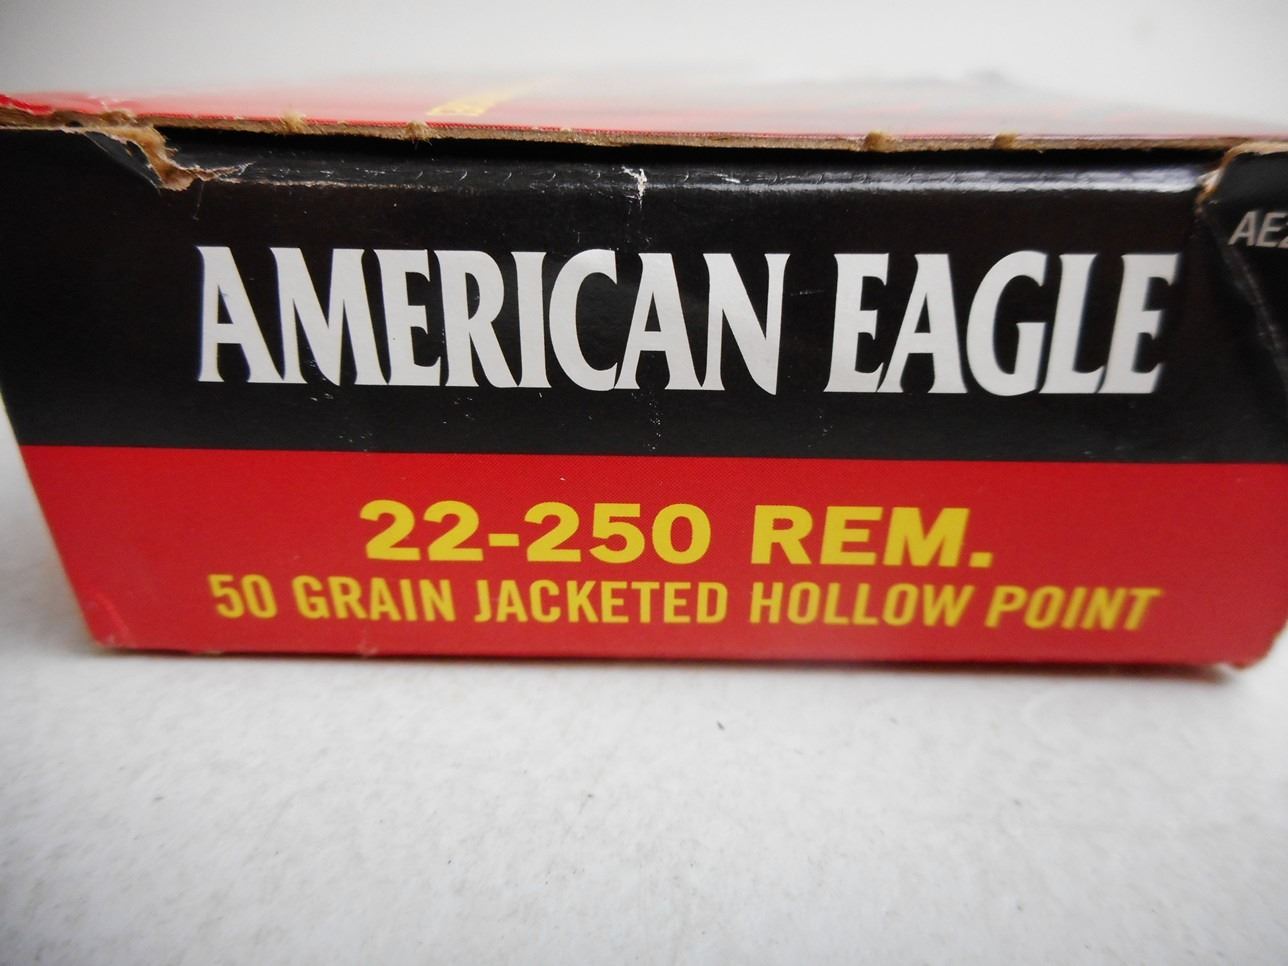 AMERICAN EAGLE
22-250 REM.
50 GRAIN JACKETED HOLLOW POINT